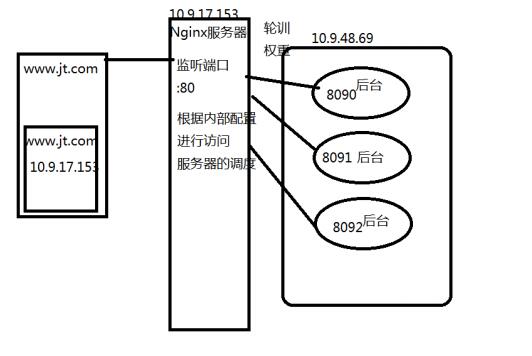 www.jt.com
www.jt.com
10.9.17.153
10.9.17.153
Nginx服务器
监听端口
:80
根据内部配置
进行访问
服务器的调度
轮训
权重
10.9.48.69
8090 后台
8091 后台
8092 后台